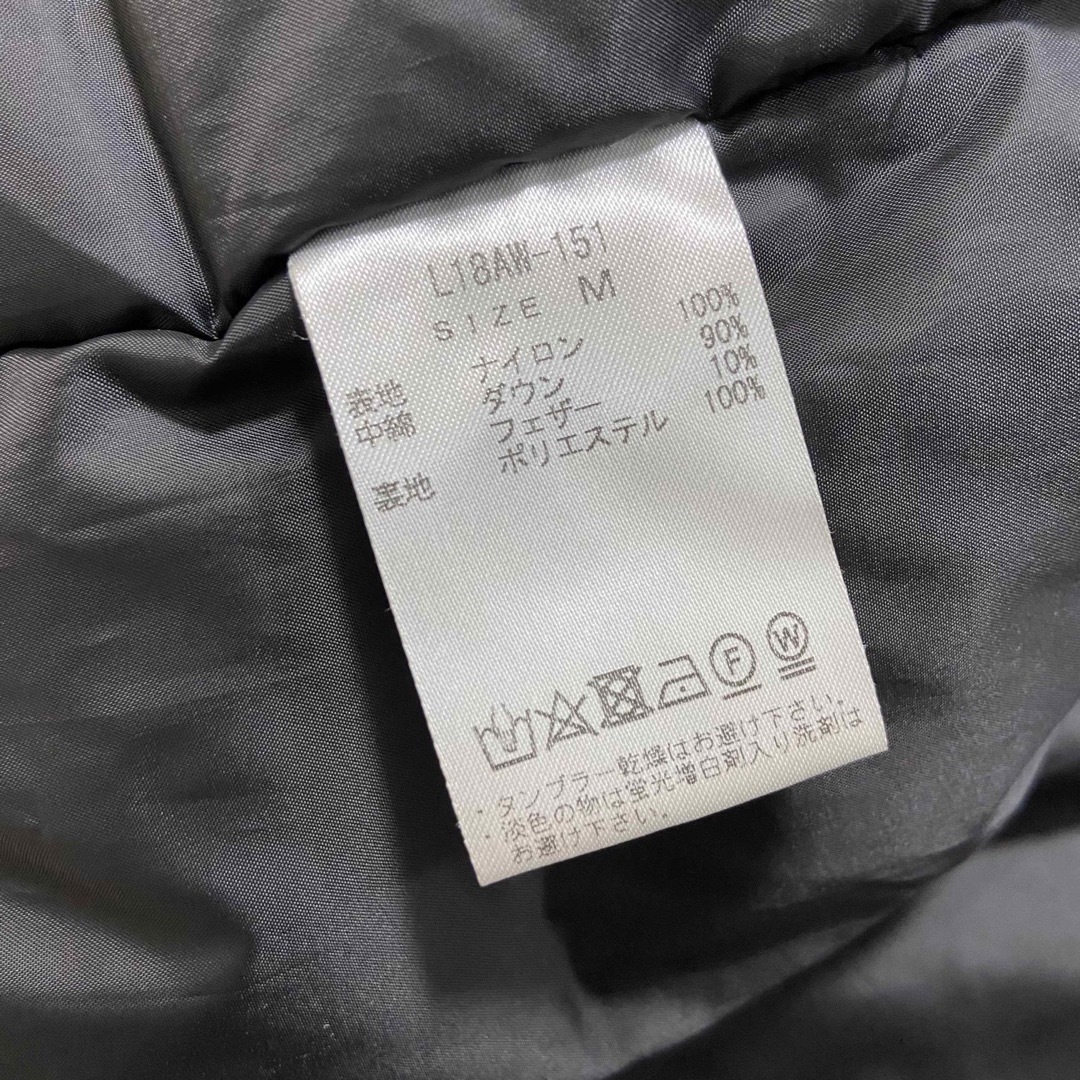 L18AW-151
SIZE M
表地 ナイロン 100%
中綿 ダウン 90%
フェザー 10%
裏地 ポリエステル 100%
F W
・タンブラー乾燥はお避け下さい。
・淡色の物は蛍光増白剤入り洗剤は
お避け下さい。